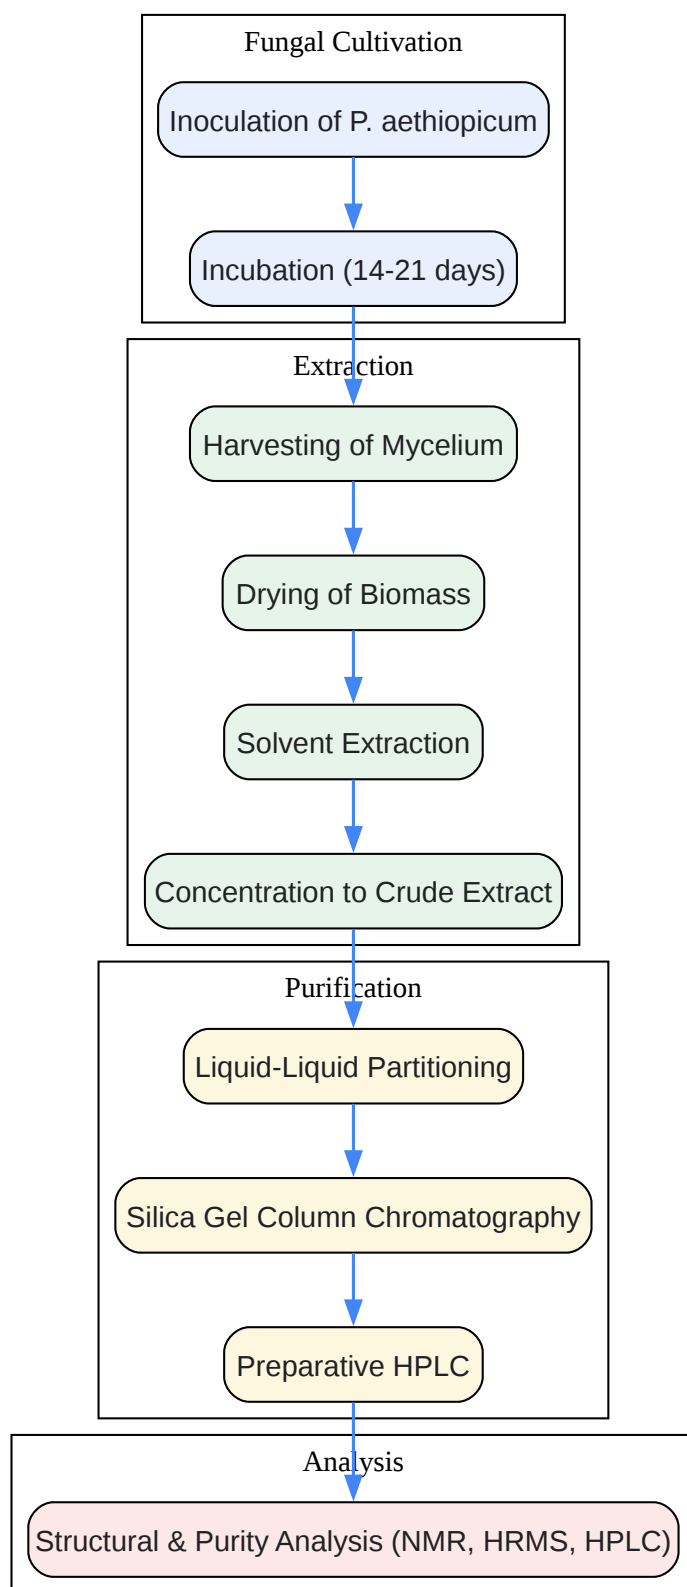 Fungal Cultivation
Inoculation of P. aethiopicum
Incubation (14-21 days)
Extraction
Harvesting of Mycelium
Drying of Biomass
Solvent Extraction
Concentration to Crude Extract
Purification
Liquid-Liquid Partitioning
Silica Gel Column Chromatography
Preparative HPLC
Analysis
Structural & Purity Analysis (NMR, HRMS, HPLC)